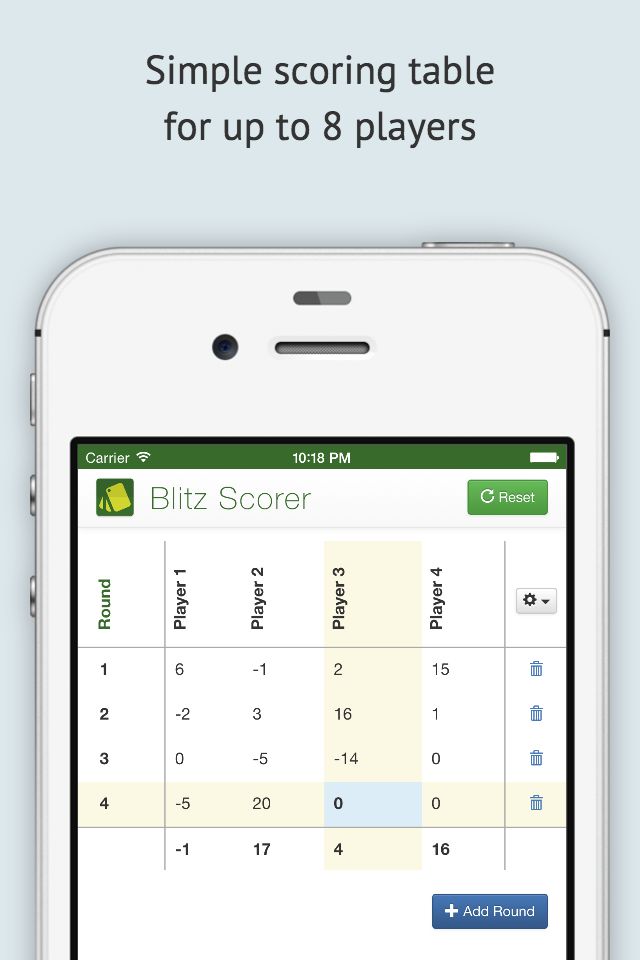 Simple scoring table
for up to 8 players
Carrier 10:18 PM
Blitz Scorer Reset
Round Player 1 Player 2 Player 3 Player 4
1 6 -1 2 15
2 -2 3 16 1
3 0 -5 -14 0
4 -5 20 0 0
-1 17 4 16
Add Round